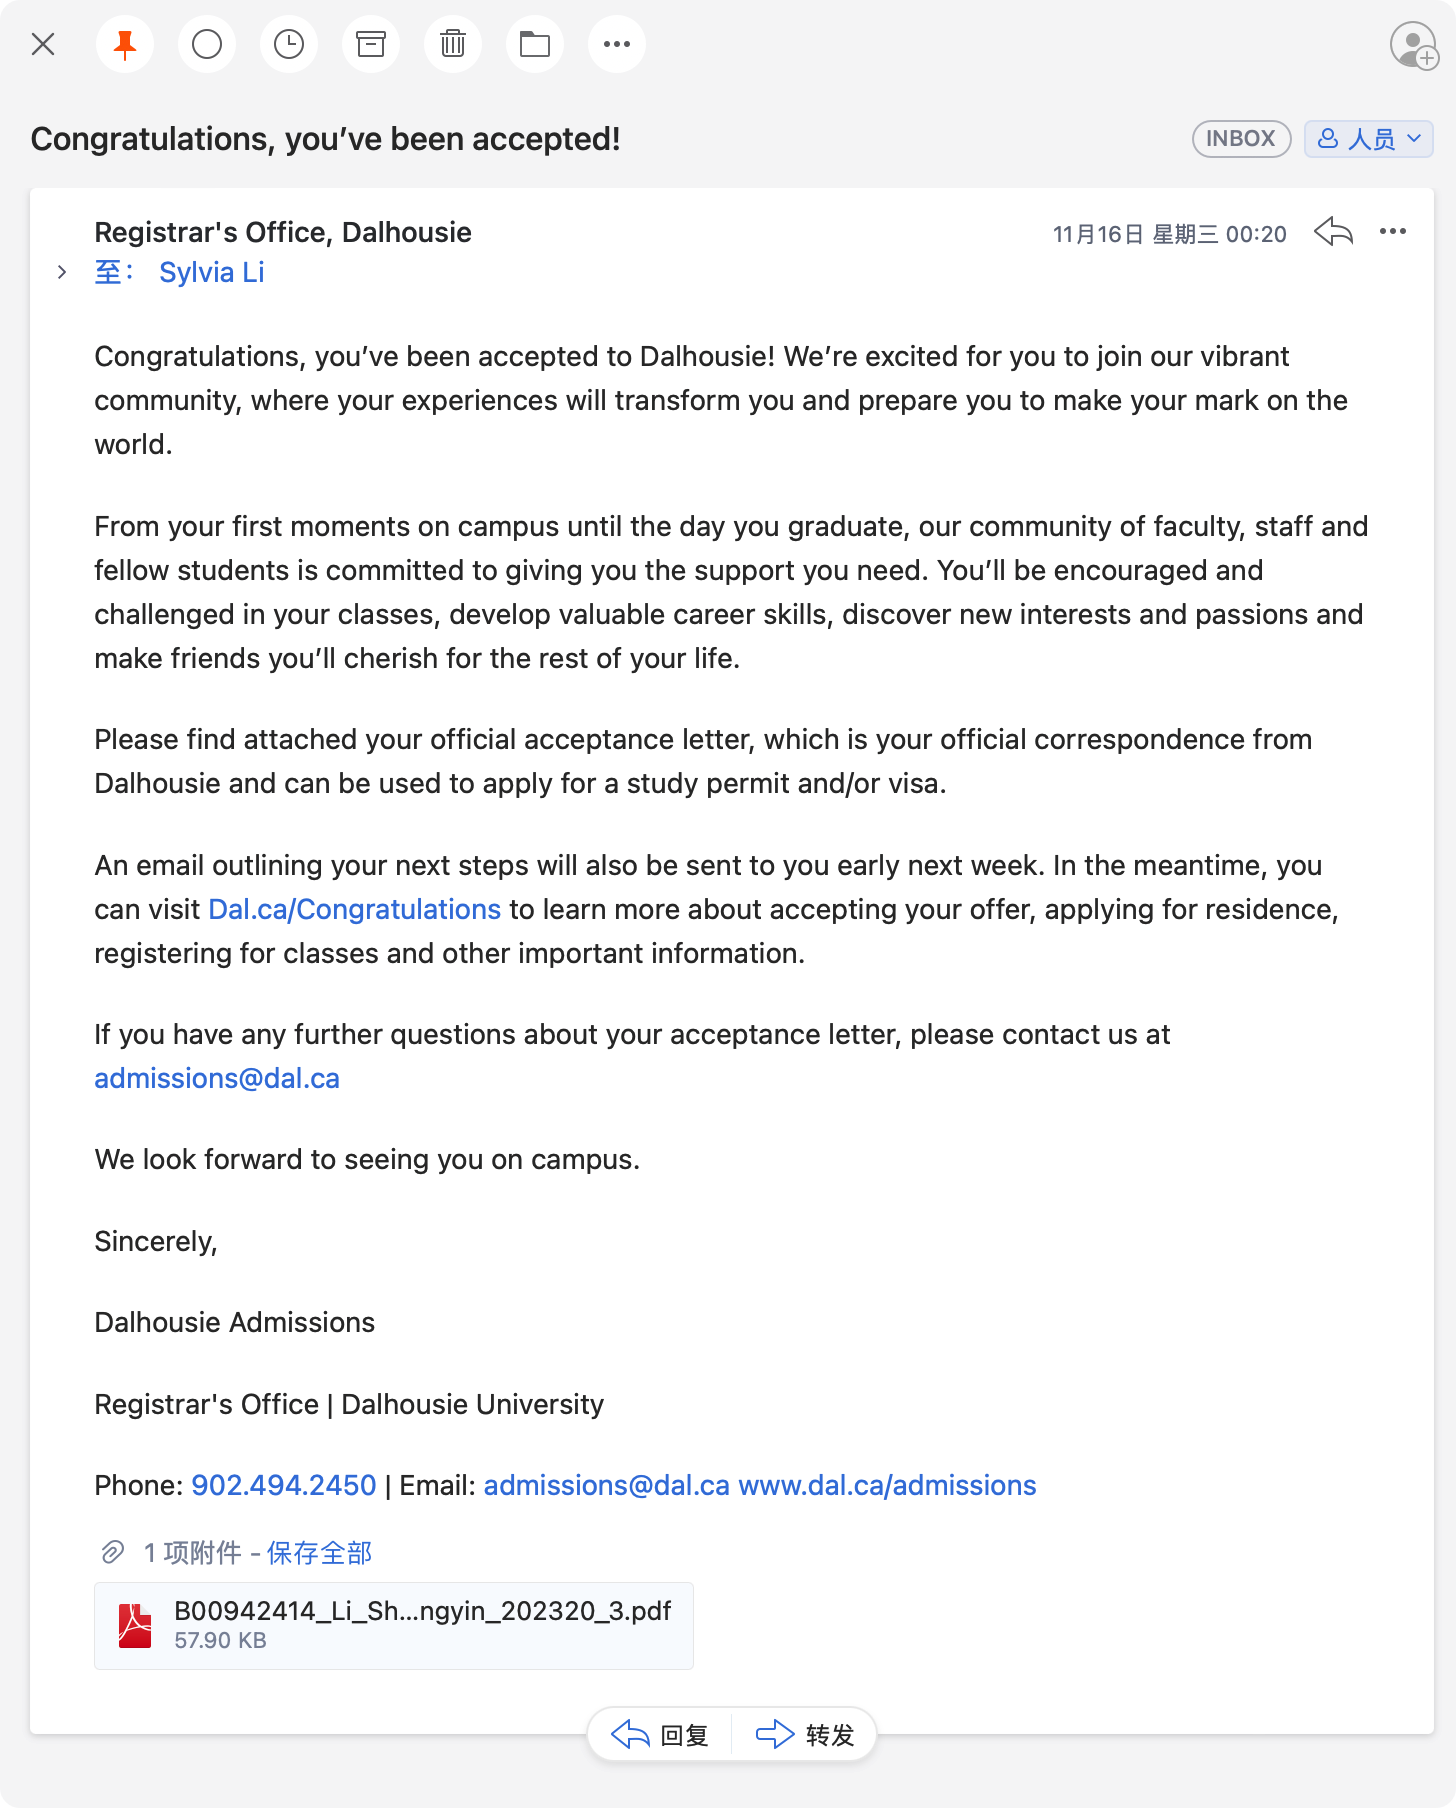 Congratulations, you’ve been accepted!
INBOX
人员
Registrar's Office, Dalhousie
11月16日 星期三 00:20
至： Sylvia Li
Congratulations, you’ve been accepted to Dalhousie! We’re excited for you to join our vibrant
community, where your experiences will transform you and prepare you to make your mark on the
world.
From your first moments on campus until the day you graduate, our community of faculty, staff and
fellow students is committed to giving you the support you need. You’ll be encouraged and
challenged in your classes, develop valuable career skills, discover new interests and passions and
make friends you’ll cherish for the rest of your life.
Please find attached your official acceptance letter, which is your official correspondence from
Dalhousie and can be used to apply for a study permit and/or visa.
An email outlining your next steps will also be sent to you early next week. In the meantime, you
can visit Dal.ca/Congratulations to learn more about accepting your offer, applying for residence,
registering for classes and other important information.
If you have any further questions about your acceptance letter, please contact us at
admissions@dal.ca
We look forward to seeing you on campus.
Sincerely,
Dalhousie Admissions
Registrar's Office | Dalhousie University
Phone: 902.494.2450 | Email: admissions@dal.ca www.dal.ca/admissions
1 项附件 - 保存全部
B00942414_Li_Sh...ngyin_202320_3.pdf
57.90 KB
回复
转发